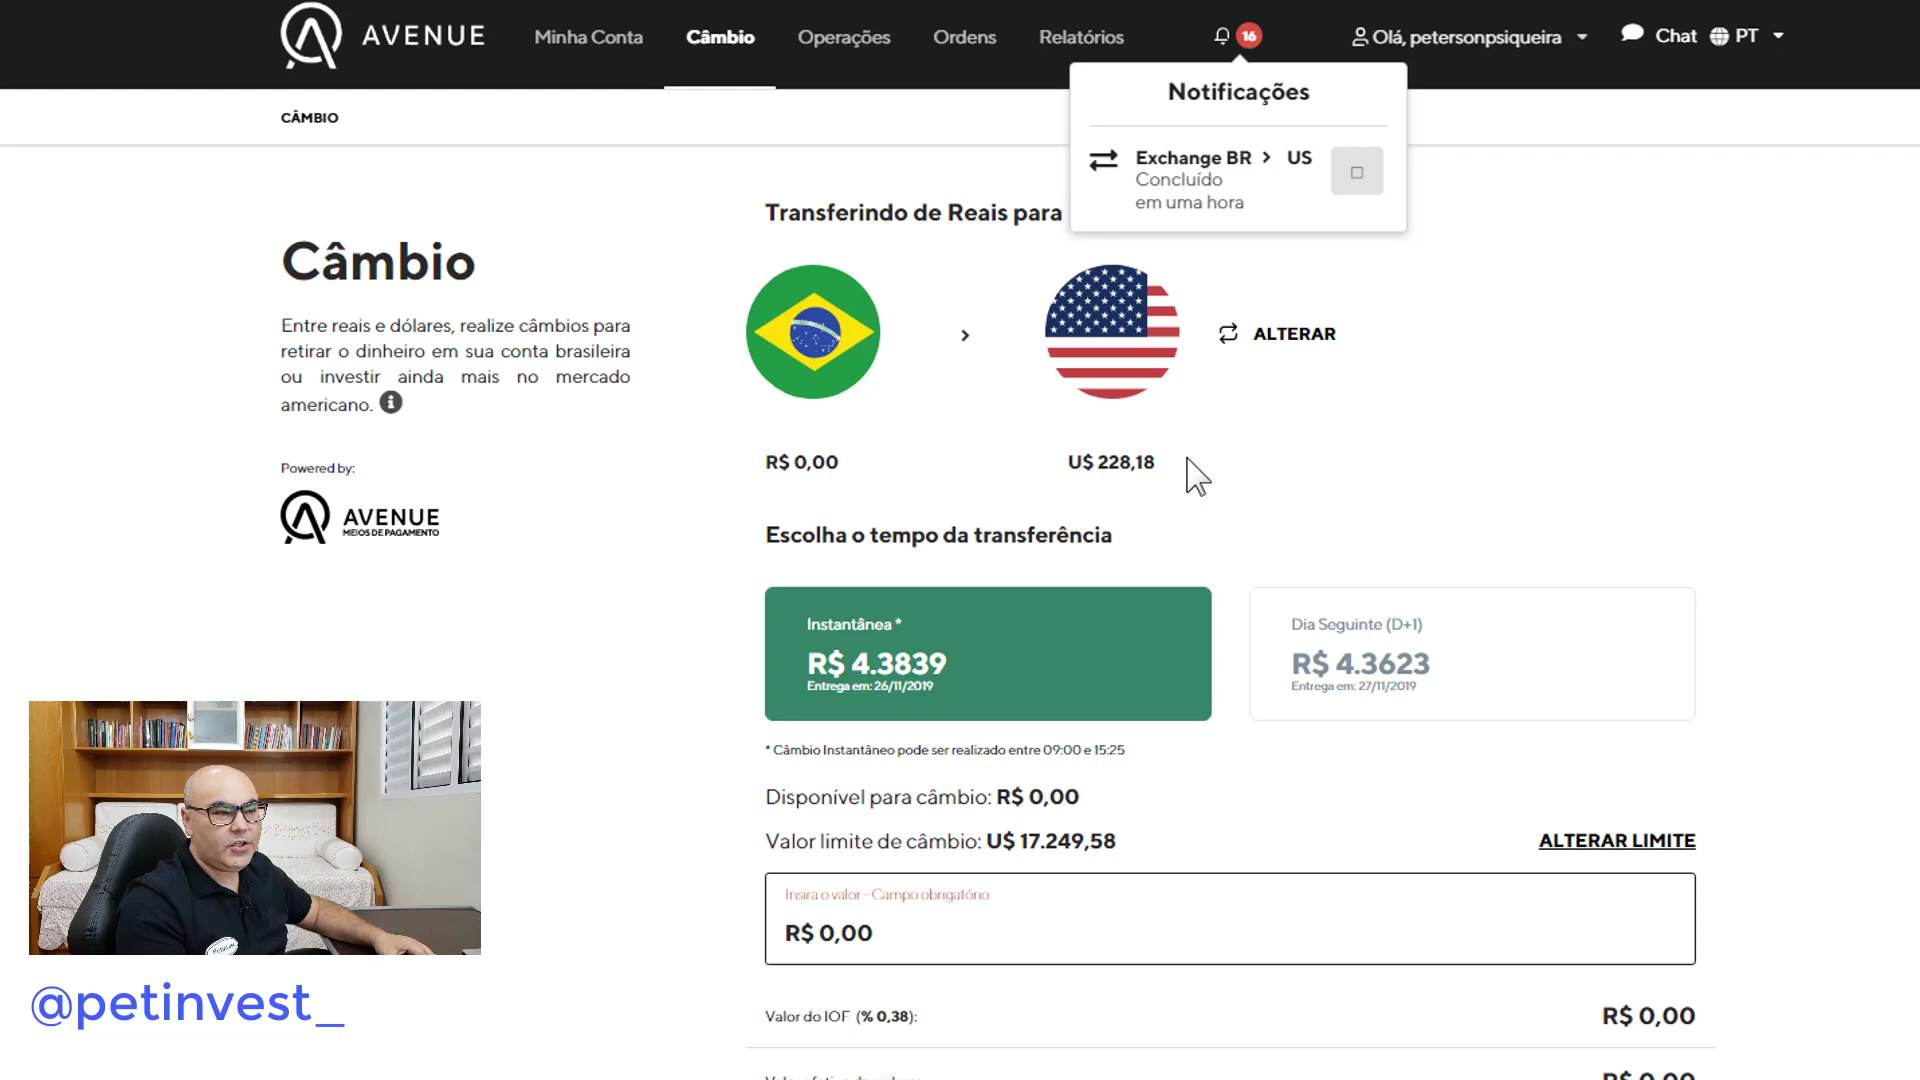 AVENUE
Minha Conta
Câmbio
Operações
Ordens
Relatórios
16
Olá, petersonpsiqueira
Chat
PT
Notificações
Exchange BR > US
Concluído
em uma hora
CÂMBIO
Câmbio
Entre reais e dólares, realize câmbios para
retirar o dinheiro em sua conta brasileira
ou investir ainda mais no mercado
americano.
Powered by:
AVENUE
MEIOS DE PAGAMENTO
Transferindo de Reais para
ALTERAR
R$ 0,00
U$ 228,18
Escolha o tempo da transferência
Instantânea *
R$ 4.3839
Entrega em: 26/11/2019
Dia Seguinte (D+1)
R$ 4.3623
Entrega em: 27/11/2019
* Câmbio Instantâneo pode ser realizado entre 09:00 e 15:25
Disponível para câmbio: R$ 0,00
Valor limite de câmbio: U$ 17.249,58
ALTERAR LIMITE
Insira o valor - Campo obrigatório
R$ 0,00
Valor do IOF (% 0,38):
R$ 0,00
@petinvest_